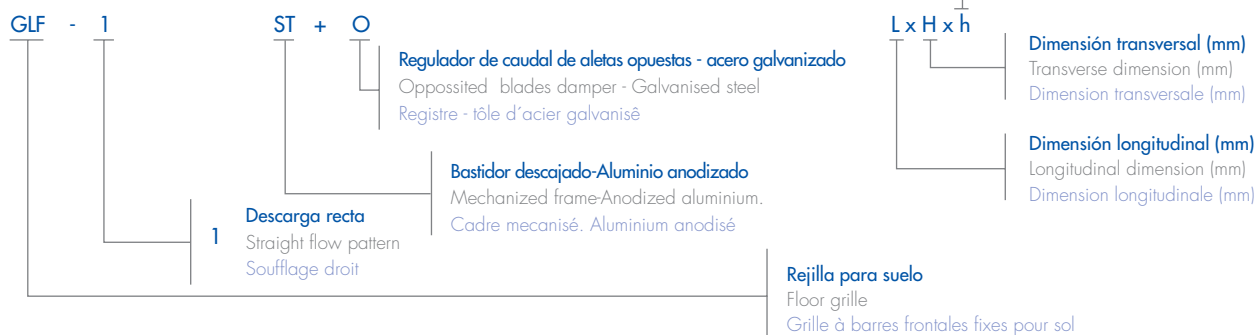 GLF - 1 ST + O L x H x h
Regulador de caudal de aletas opuestas - acero galvanizado
Oppossited blades damper - Galvanised steel
Registre - tôle d´acier galvanisê
Dimensión transversal (mm)
Transverse dimension (mm)
Dimension transversale (mm)
Dimensión longitudinal (mm)
Longitudinal dimension (mm)
Dimension longitudinale (mm)
Bastidor descajado-Aluminio anodizado
Mechanized frame-Anodized aluminium.
Cadre mecanisé. Aluminium anodisé
1 Descarga recta
Straight flow pattern
Soufflage droit
Rejilla para suelo
Floor grille
Grille à barres frontales fixes pour sol